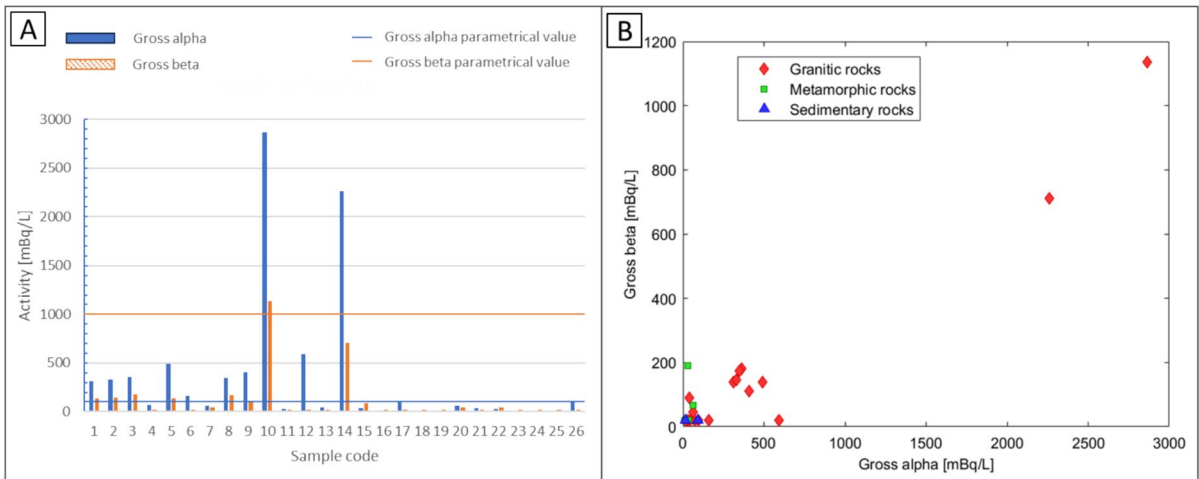 A
Gross alpha
Gross alpha parametrical value
Gross beta
Gross beta parametrical value
3000
2500
2000
1000
500
0
Activity [mBq/L]
1 2 3 4 5 6 7 8 9 10 11 12 13 14 15 16 17 18 19 20 21 22 23 24 25 26
Sample code
B
1200
1000
800
600
400
200
0
Gross beta [mBq/L]
Granitic rocks
Metamorphic rocks
Sedimentary rocks
0 500 1000 1500 2000 2500 3000
Gross alpha [mBq/L]